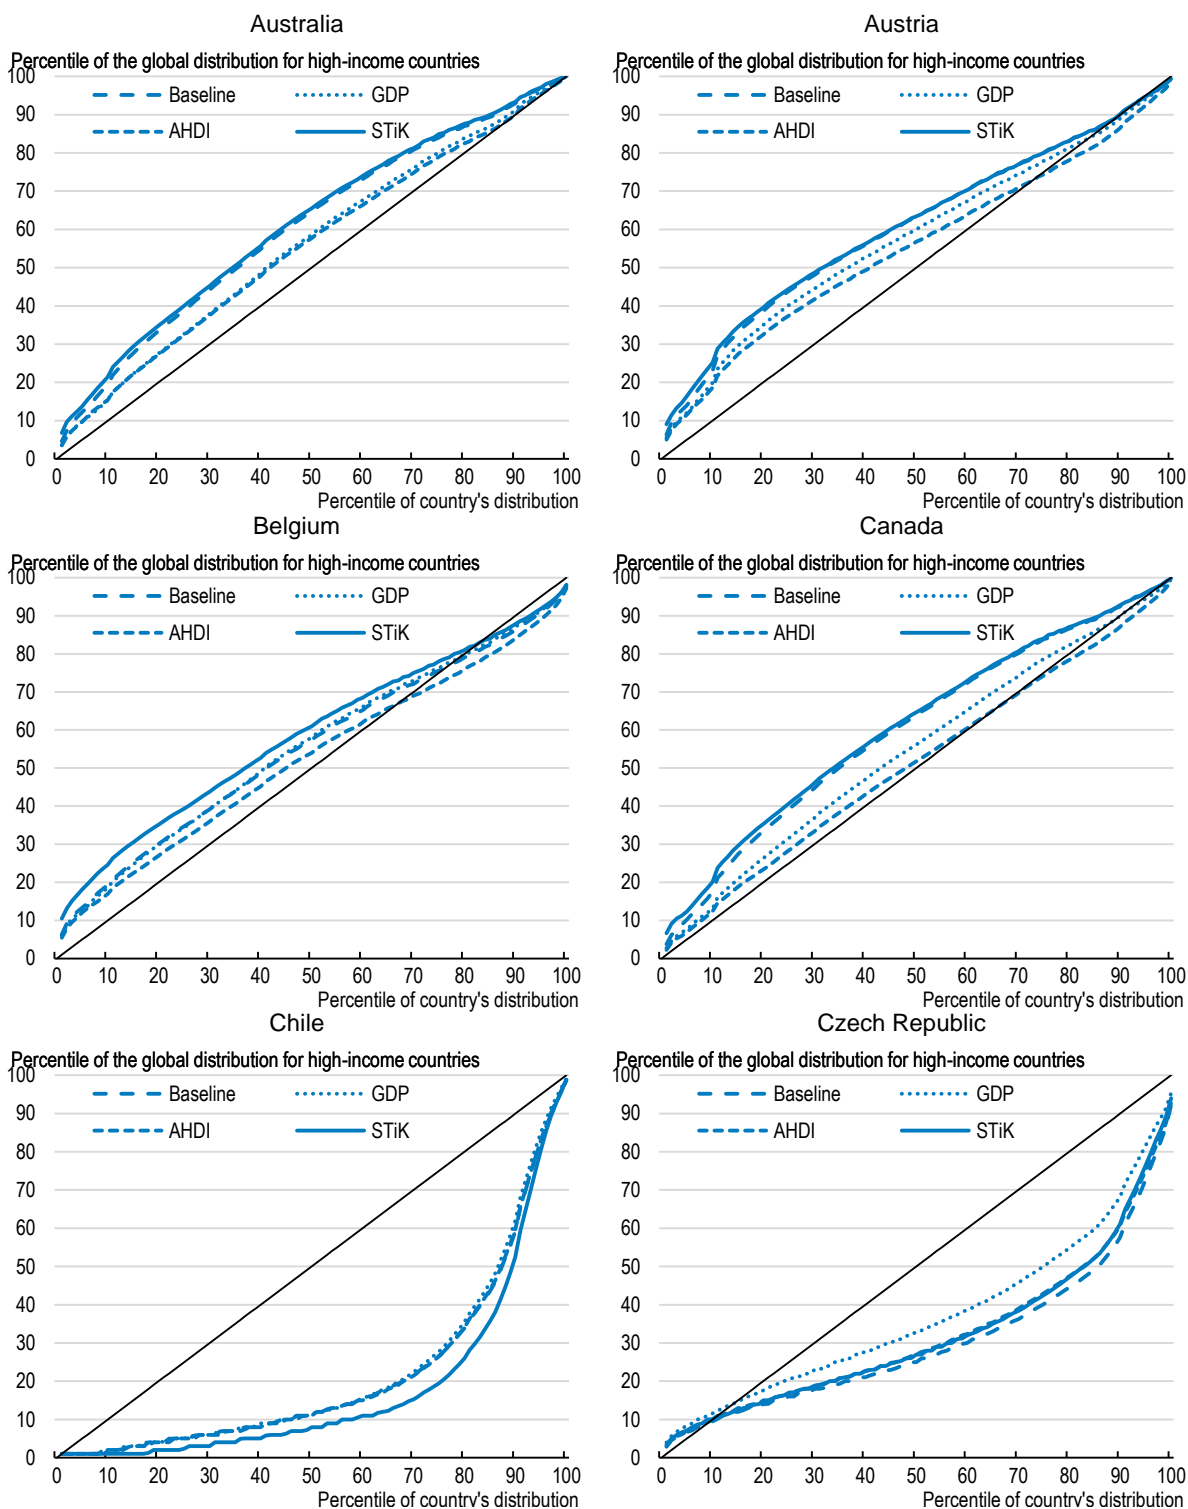 Australia
Percentile of the global distribution for high-income countries
Baseline
GDP
AHDI
STiK
100
90
80
70
60
50
40
30
20
10
0
0 10 20 30 40 50 60 70 80 90 100
Percentile of country's distribution
Austria
Percentile of the global distribution for high-income countries
Baseline
GDP
AHDI
STiK
100
90
80
70
60
50
40
30
20
10
0
0 10 20 30 40 50 60 70 80 90 100
Percentile of country's distribution
Belgium
Percentile of the global distribution for high-income countries
Baseline
GDP
AHDI
STiK
100
90
80
70
60
50
40
30
20
10
0
0 10 20 30 40 50 60 70 80 90 100
Percentile of country's distribution
Canada
Percentile of the global distribution for high-income countries
Baseline
GDP
AHDI
STiK
100
90
80
70
60
50
40
30
20
10
0
0 10 20 30 40 50 60 70 80 90 100
Percentile of country's distribution
Chile
Percentile of the global distribution for high-income countries
Baseline
GDP
AHDI
STiK
100
90
80
70
60
50
40
30
20
10
0
0 10 20 30 40 50 60 70 80 90 100
Percentile of country's distribution
Czech Republic
Percentile of the global distribution for high-income countries
Baseline
GDP
AHDI
STiK
100
90
80
70
60
50
40
30
20
10
0
0 10 20 30 40 50 60 70 80 90 100
Percentile of country's distribution